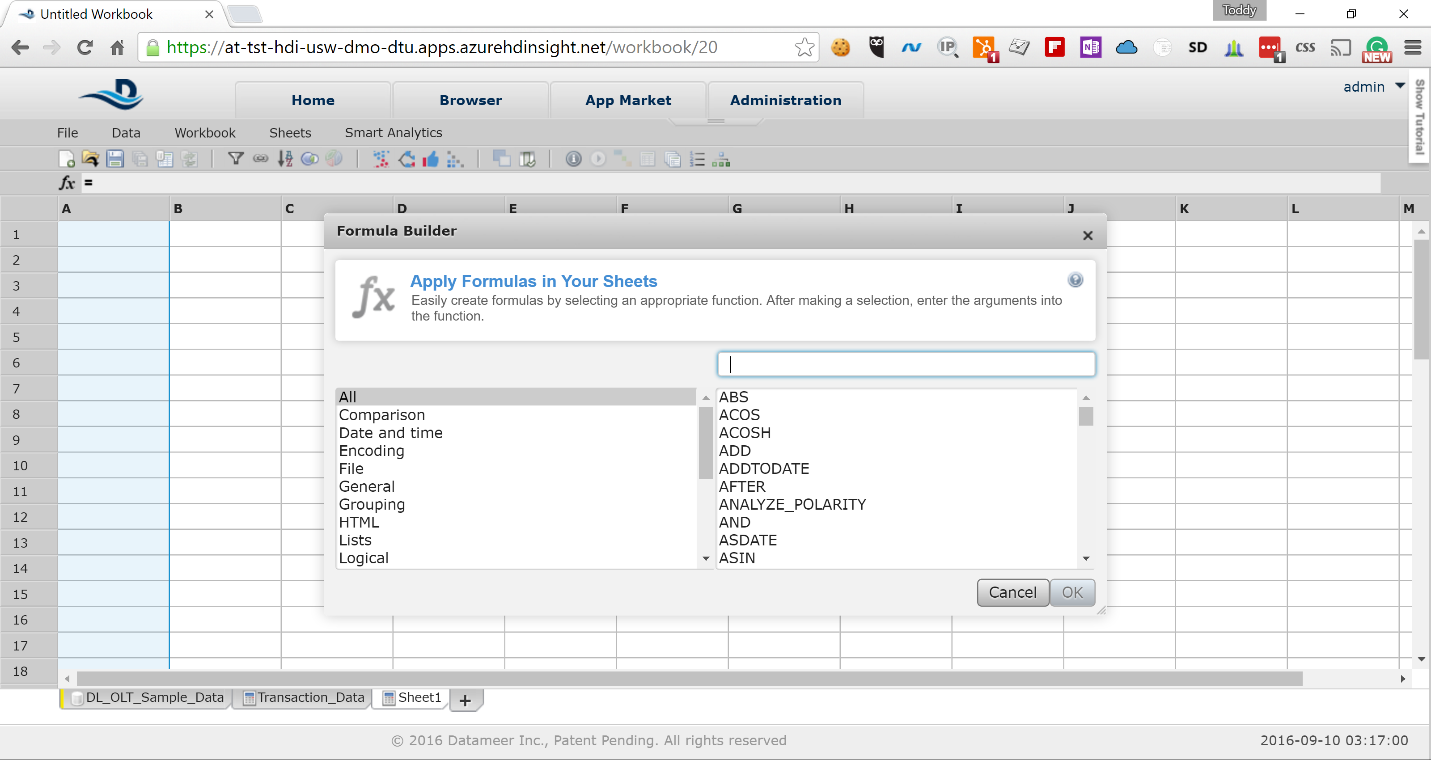 Untitled Workbook
Toddy
https://at-tst-hdi-usw-dmo-dtu.apps.azurehdinsight.net/workbook/20
IP
1
F
N
SD
1
CSS
NEW
D
Home
Browser
App Market
Administration
admin
Show Tutorial
File
Data
Workbook
Sheets
Smart Analytics
fx =
A B C D E F G H I J K L M
1
2
3
4
5
6
7
8
9
10
11
12
13
14
15
16
17
18
Formula Builder
fx
Apply Formulas in Your Sheets
Easily create formulas by selecting an appropriate function. After making a selection, enter the arguments into
the function.
All
Comparison
Date and time
Encoding
File
General
Grouping
HTML
Lists
Logical
ABS
ACOS
ACOSH
ADD
ADDTODATE
AFTER
ANALYZE_POLARITY
AND
ASDATE
ASIN
Cancel
OK
DL_OLT_Sample_Data
Transaction_Data
Sheet1
+
© 2016 Datameer Inc., Patent Pending. All rights reserved
2016-09-10 03:17:00